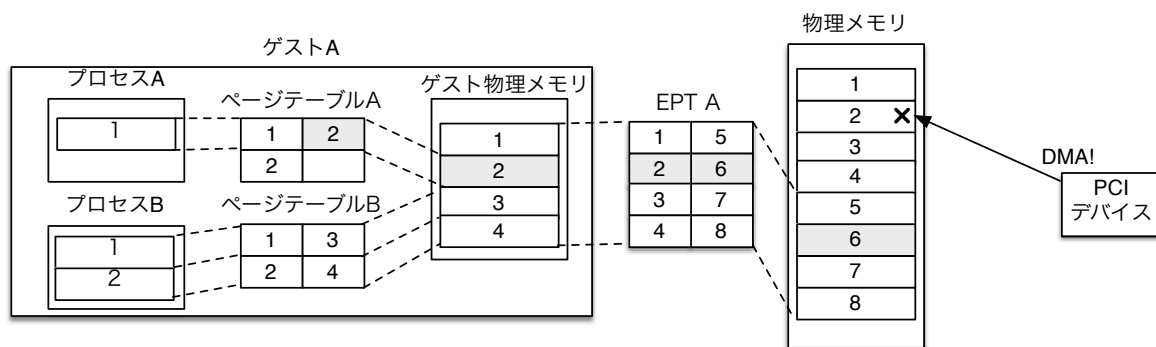 物理メモリ
ゲストA
プロセスA
1
ページテーブルA
1 2
2
ゲスト物理メモリ
1
2
3
4
EPT A
1 5
2 6
3 7
4 8
1
2 ×
3
4
5
6
7
8
DMA!
PCI
デバイス
プロセスB
1
2
ページテーブルB
1 3
2 4